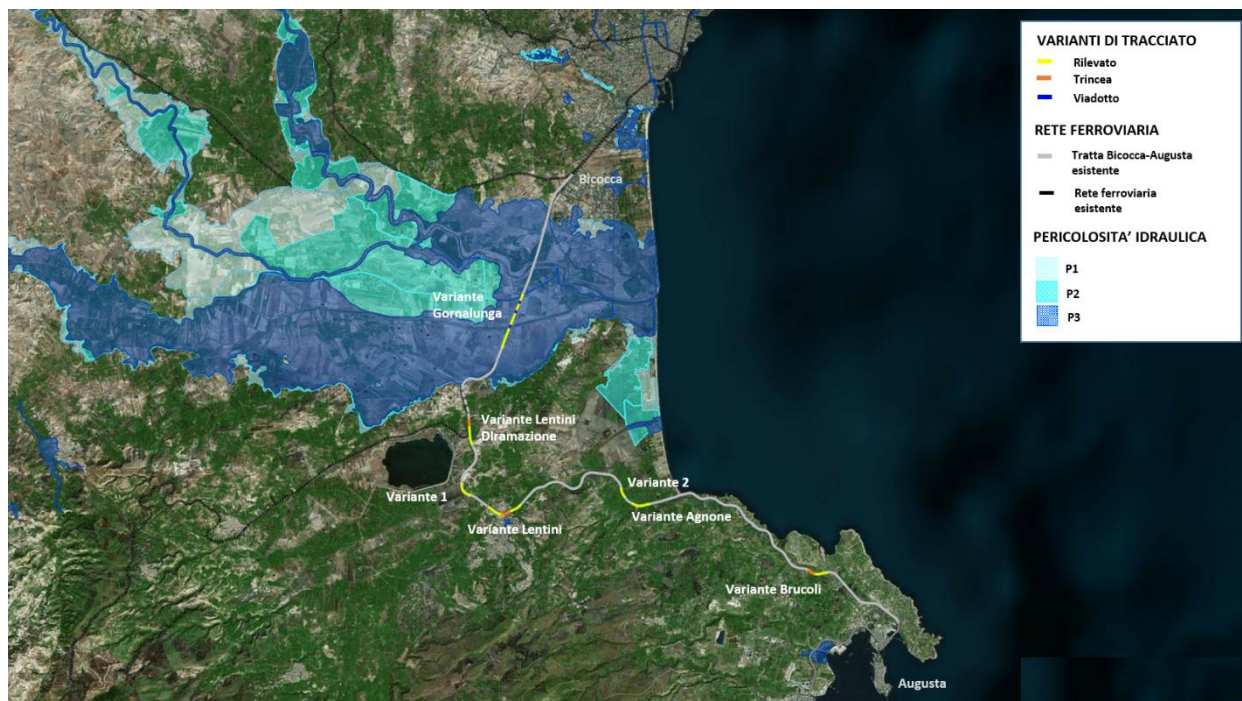 VARIANTI DI TRACCIATO
Rilevato
Trincea
Viadotto
RETE FERROVIARIA
Tratta Bicocca-Augusta
esistente
Rete ferroviaria
esistente
PERICOLOSITA' IDRAULICA
P1
P2
P3
Bicocca
Variante
Gornalunga
Variante Lentini
Diramazione
Variante 1
Variante 2
Variante Agnone
Variante Lentini
Variante Brucoli
Augusta